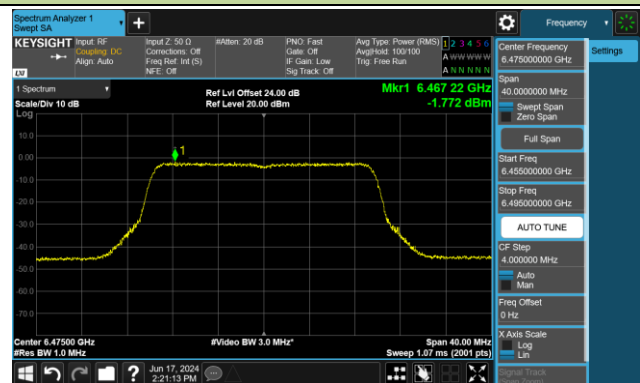 Spectrum Analyzer 1
Swept SA
Frequency
KEYSIGHT
Input: RF
Coupling: DC
Align: Auto
Input Z: 50 Ω
Corrections: Off
Freq Ref: Int (S)
NFE: Off
#Atten: 20 dB
PNO: Fast
Gate: Off
IF Gain: Low
Sig Track: Off
Avg Type: Power (RMS)
Avg|Hold: 100/100
Trig: Free Run
1 2 3 4 5 6
A W W W W W
A N N N N N
LXI
1 Spectrum
Scale/Div 10 dB
Log
Ref Lvl Offset 24.00 dB
Ref Level 20.00 dBm
Mkr1 6.467 22 GHz
-1.772 dBm
1
10.0
0.00
-10.0
-20.0
-30.0
-40.0
-50.0
-60.0
-70.0
Center 6.47500 GHz
#Res BW 1.0 MHz
#Video BW 3.0 MHz*
Span 40.00 MHz
Sweep 1.07 ms (2001 pts)
Jun 17, 2024
2:21:13 PM
Center Frequency
6.475000000 GHz
Settings
Span
40.0000000 MHz
Swept Span
Zero Span
Full Span
Start Freq
6.455000000 GHz
Stop Freq
6.495000000 GHz
AUTO TUNE
CF Step
4.000000 MHz
Auto
Man
Freq Offset
0 Hz
X Axis Scale
Log
Lin
Signal Track